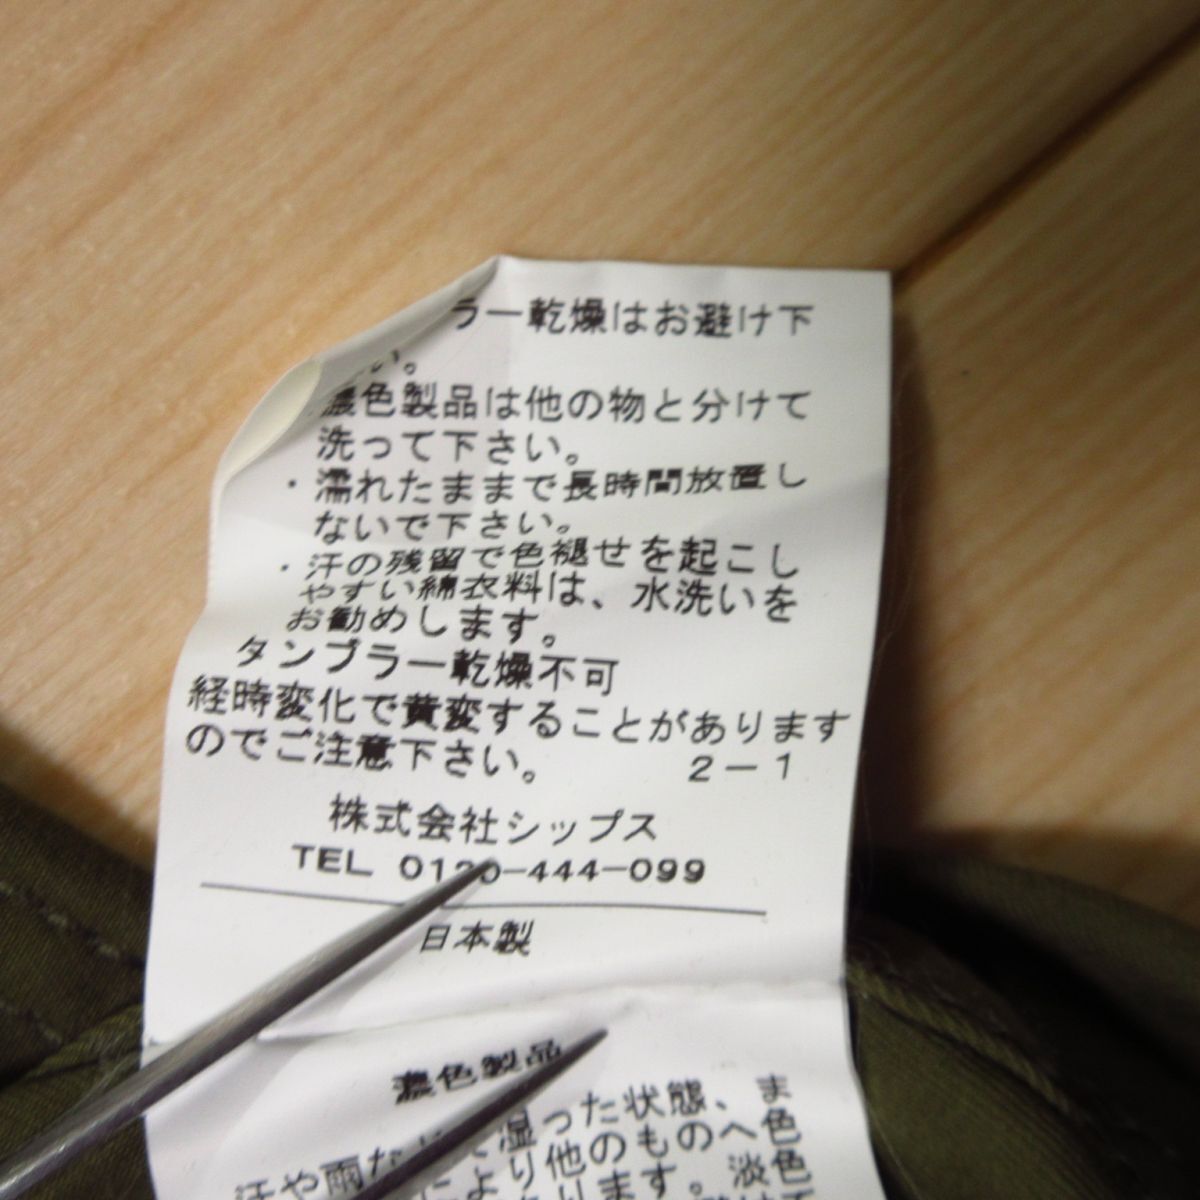 ラー乾燥はお避け下
い。
濃色製品は他の物と分けて
洗って下さい。
・濡れたままで長時間放置し
ないで下さい。
・汗の残留で色褪せを起こし
やすい綿衣料は、水洗いを
お勧めします。
タンブラー乾燥不可
経時変化で黄変することがあります
のでご注意下さい。 2-1
株式会社シップス
TEL 0120-444-099
日本製
濃色製品
汗や雨など 湿った状態、ま
により他のものへ色
ります。淡色